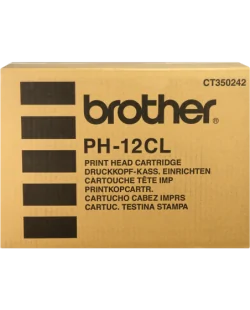 CT350242
brother®
PH-12CL
PRINT HEAD CARTRIDGE
DRUCKKOPF-KASS. EINRICHTEN
CARTOUCHE TÊTE IMP
PRINTKOPCARTR.
CARTUCHO CABEZ IMPRS
CARTUC. TESTINA STAMPA